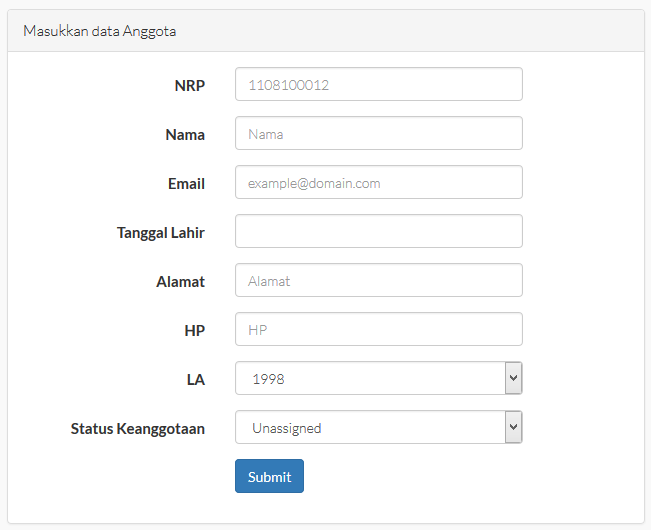 Masukkan data Anggota
NRP 1108100012
Nama Nama
Email example@domain.com
Tanggal Lahir
Alamat Alamat
HP HP
LA 1998
Status Keanggotaan Unassigned
Submit